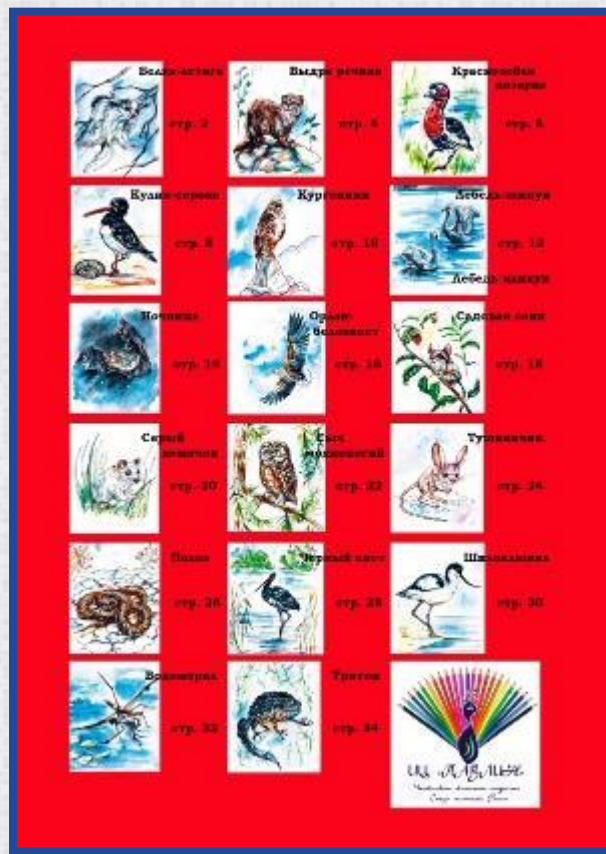 Белка-летяга
стр. 2
Выдра речная
стр. 4
Краснозобая
казарка
стр. 6
Кулик-сорока
стр. 8
Курганник
стр. 10
Лебедь-кликун
стр. 12
Ночница
стр. 14
Орлан-
белохвост
стр. 16
Садовая соня
стр. 18
Серый
хомячок
стр. 20
Сыч
мохноногий
стр. 22
Тушканчик
стр. 24
Полоз
стр. 26
Черный аист
стр. 28
Шилоклювка
стр. 30
Водомерка
стр. 32
Тритон
стр. 34
ИЦ «ПАВЛИН»